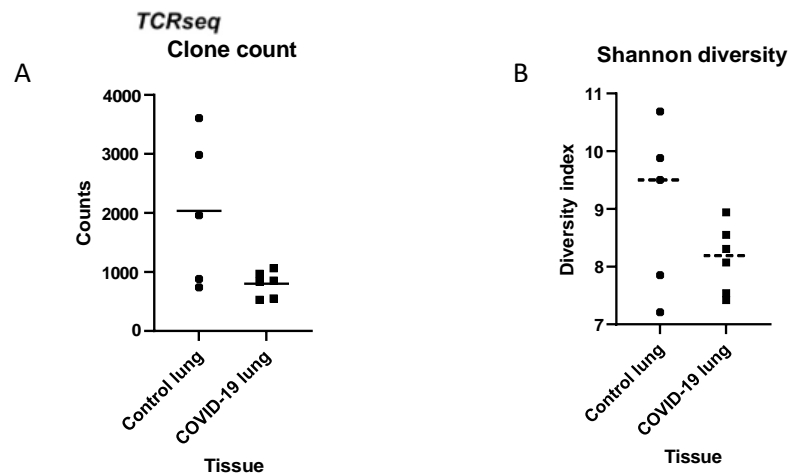 TCRseq
Clone count
A
4000
3000
2000
1000
0
Counts
Control lung
COVID-19 lung
Tissue
Shannon diversity
B
11
10
9
8
7
Diversity index
Control lung
COVID-19 lung
Tissue